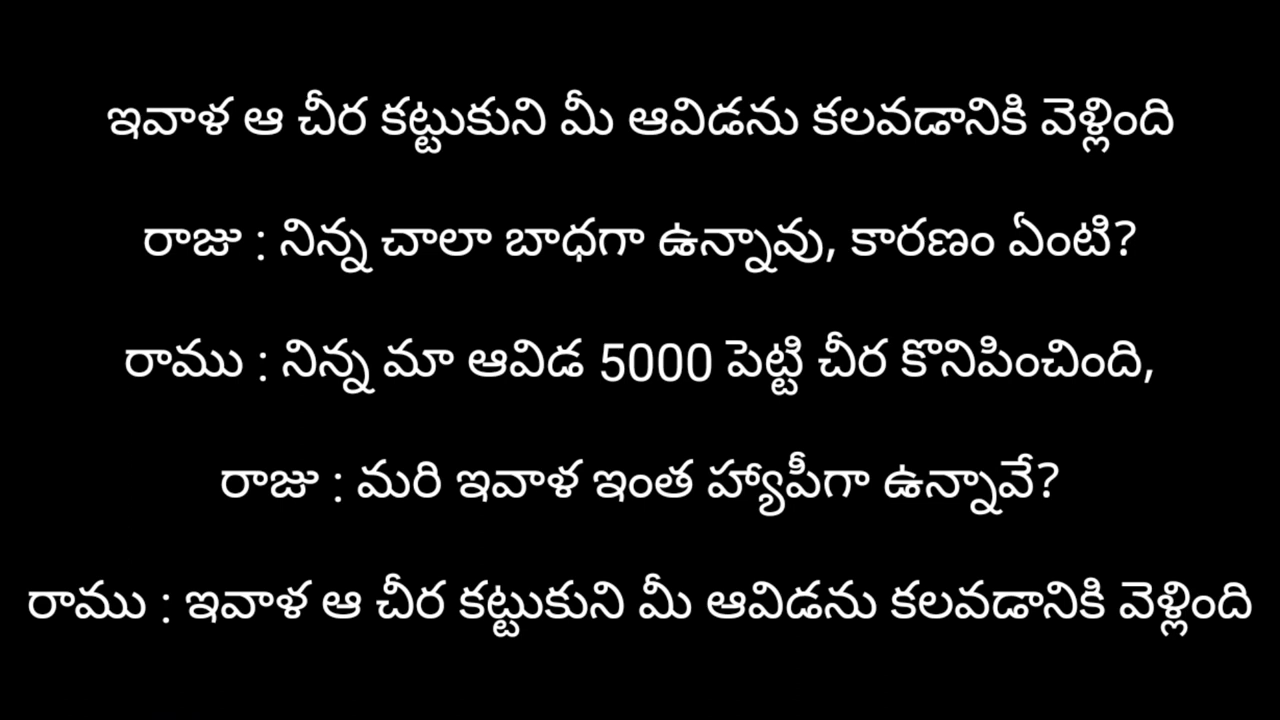 ఇవాళ ఆ చీర కట్టుకుని మీ ఆవిడను కలవడానికి వెళ్లింది
రాజు : నిన్న చాలా బాధగా ఉన్నావు, కారణం ఏంటి?
రాము : నిన్న మా ఆవిడ 5000 పెట్టి చీర కొనిపించింది,
రాజు : మరి ఇవాళ ఇంత హ్యాపీగా ఉన్నావే?
రాము : ఇవాళ ఆ చీర కట్టుకుని మీ ఆవిడను కలవడానికి వెళ్లింది